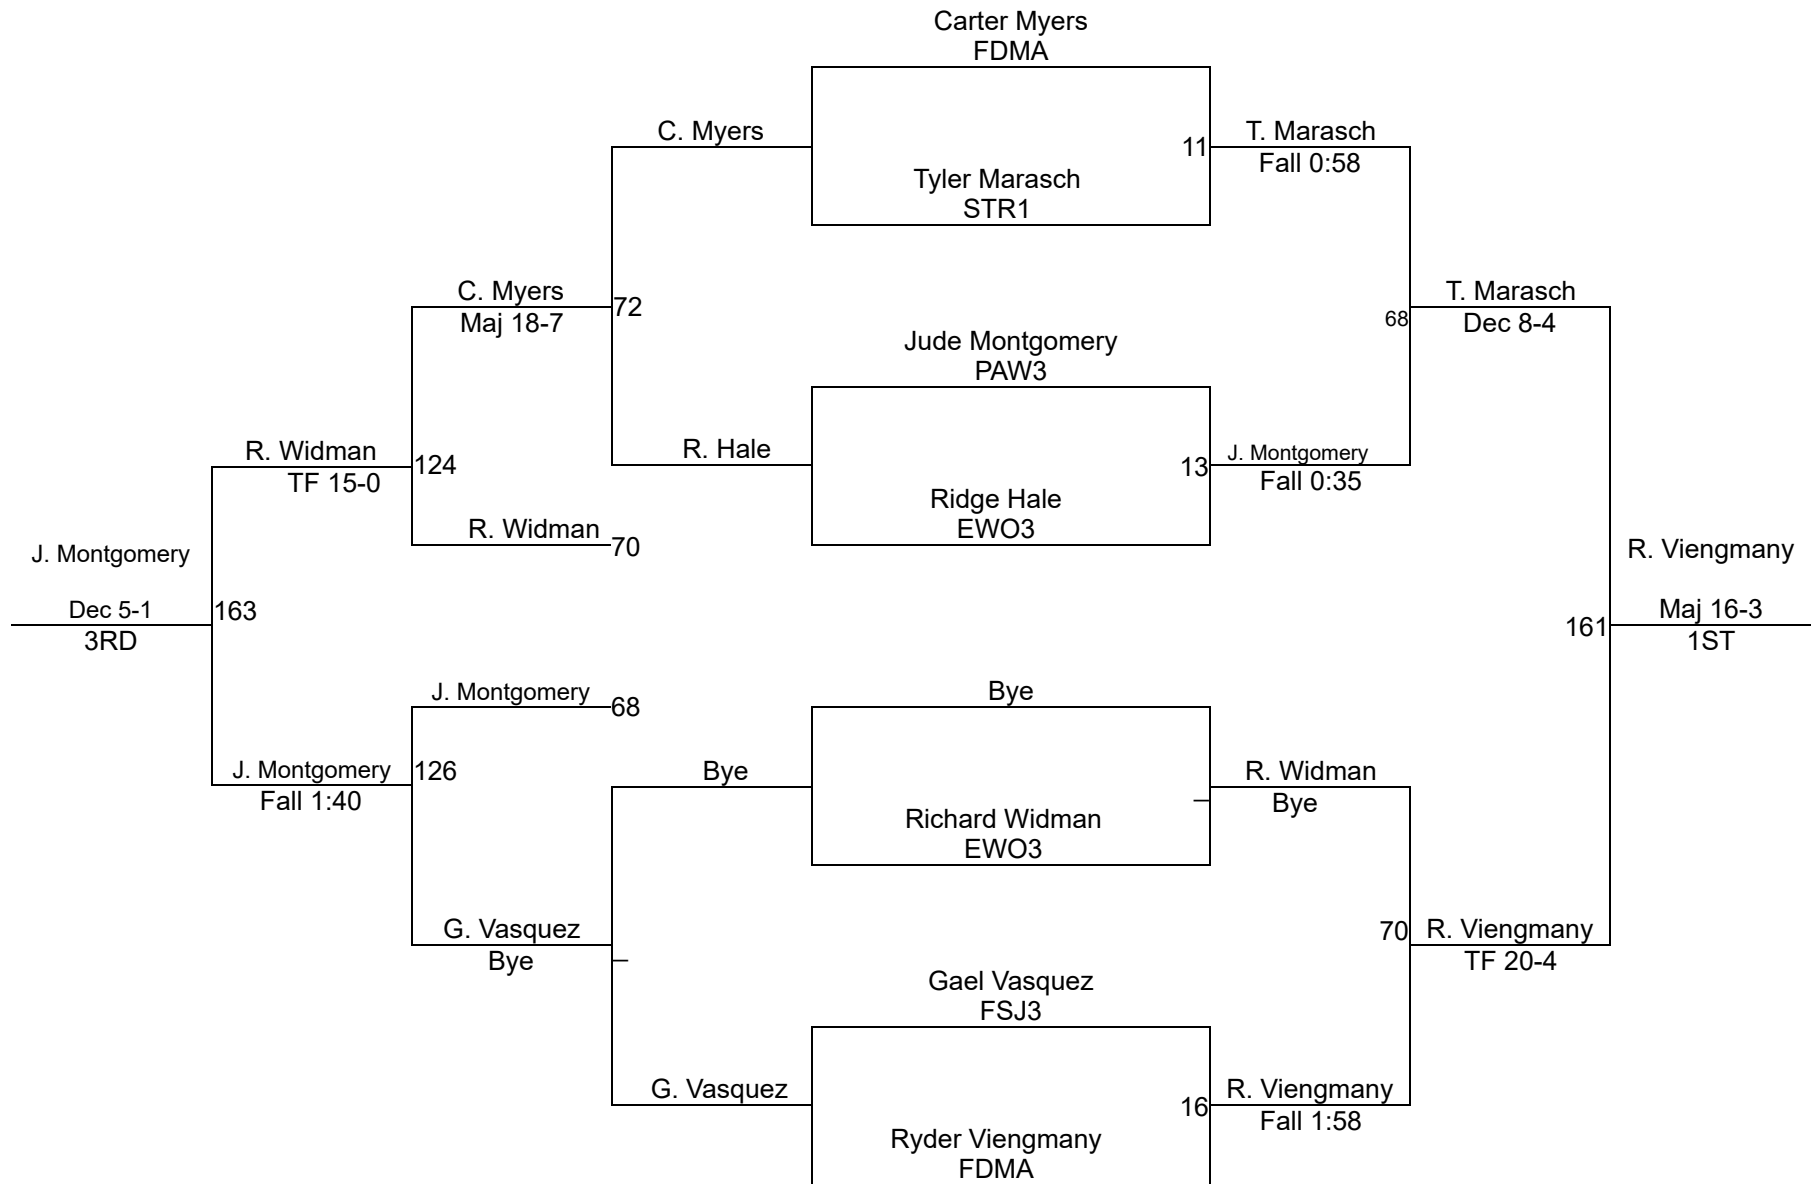 Carter Myers
FDMA
C. Myers
11
T. Marasch
Fall 0:58
Tyler Marasch
STR1
C. Myers
Maj 18-7
72
T. Marasch
Dec 8-4
68
Jude Montgomery
PAW3
R. Widman
TF 15-0
124
R. Hale
13
J. Montgomery
Fall 0:35
Ridge Hale
EWO3
R. Widman
70
J. Montgomery
Dec 5-1
3RD
163
R. Viengmany
Maj 16-3
1ST
161
J. Montgomery
68
Bye
J. Montgomery
Fall 1:40
126
Bye
R. Widman
Bye
Richard Widman
EWO3
G. Vasquez
Bye
70
R. Viengmany
TF 20-4
Gael Vasquez
FSJ3
G. Vasquez
16
R. Viengmany
Fall 1:58
Ryder Viengmany
FDMA